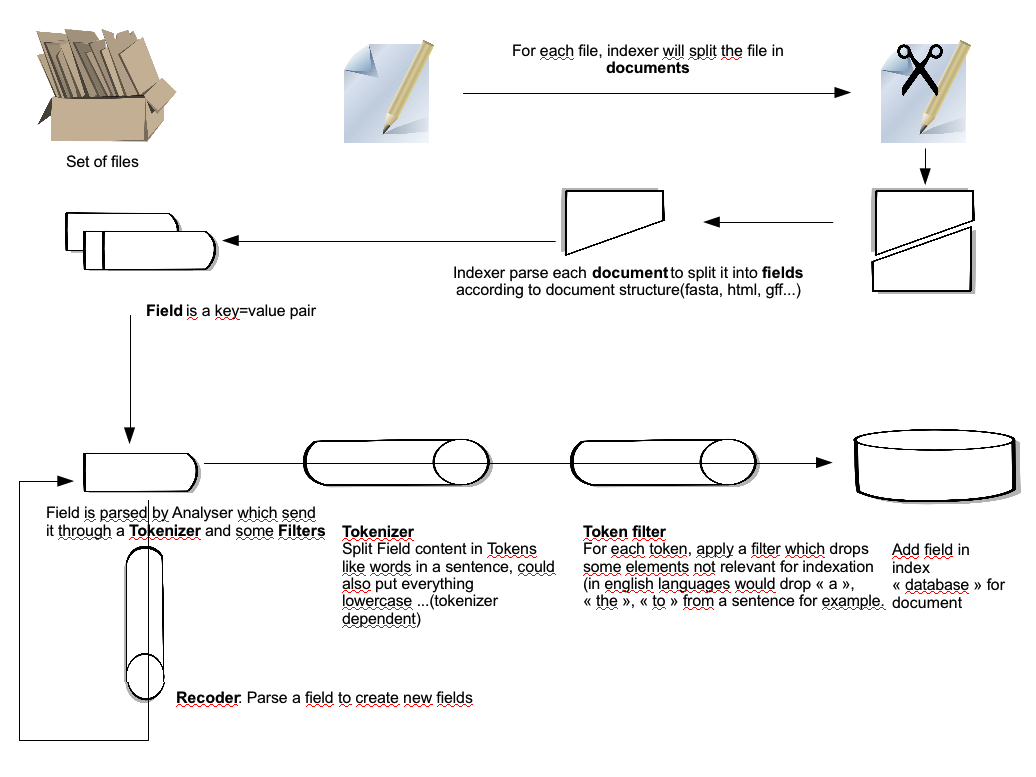 For each file, indexer will split the file in
documents
Set of files
Indexer parse each document to split it into fields
according to document structure(fasta, html, gff...)
Field is a key=value pair
Field is parsed by Analyser which send
it through a Tokenizer and some Filters
Tokenizer
Split Field content in Tokens
like words in a sentence, could
also put everything
lowercase ...(tokenizer
dependent)
Token filter
For each token, apply a filter which drops
some elements not relevant for indexation
(in english languages would drop « a »,
« the », « to » from a sentence for example.
Add field in
index
« database » for
document
Recoder: Parse a field to create new fields